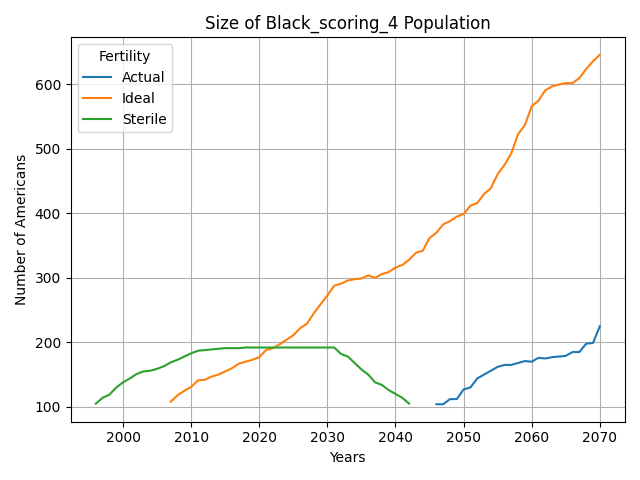 Size of Black_scoring_4 Population
Fertility
Actual
Ideal
Sterile
Number of Americans
600
500
400
300
200
100
2000
2010
2020
2030
2040
2050
2060
2070
Years